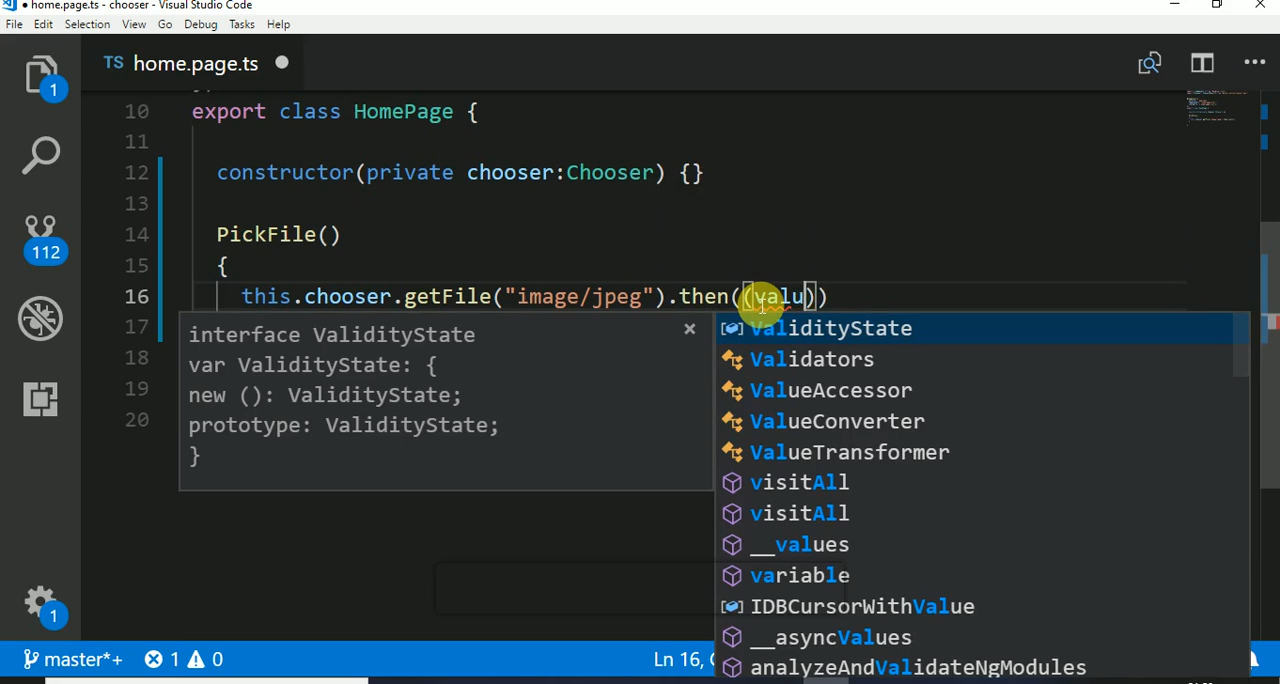 home.page.ts - chooser - Visual Studio Code
File Edit Selection View Go Debug Tasks Help
TS home.page.ts
10 export class HomePage {
11
12 constructor(private chooser:Chooser) {}
13
14 PickFile()
15 {
16 this.chooser.getFile("image/jpeg").then((valu))
17
18
19
20
1
112
1
interface ValidityState
var ValidityState: {
new (): ValidityState;
prototype: ValidityState;
}
ValidityState
Validators
ValueAccessor
ValueConverter
ValueTransformer
visitAll
visitAll
__values
variable
IDBCursorWithValue
__asyncValues
analyzeAndValidateNgModules
master*+ 1 0 Ln 16,